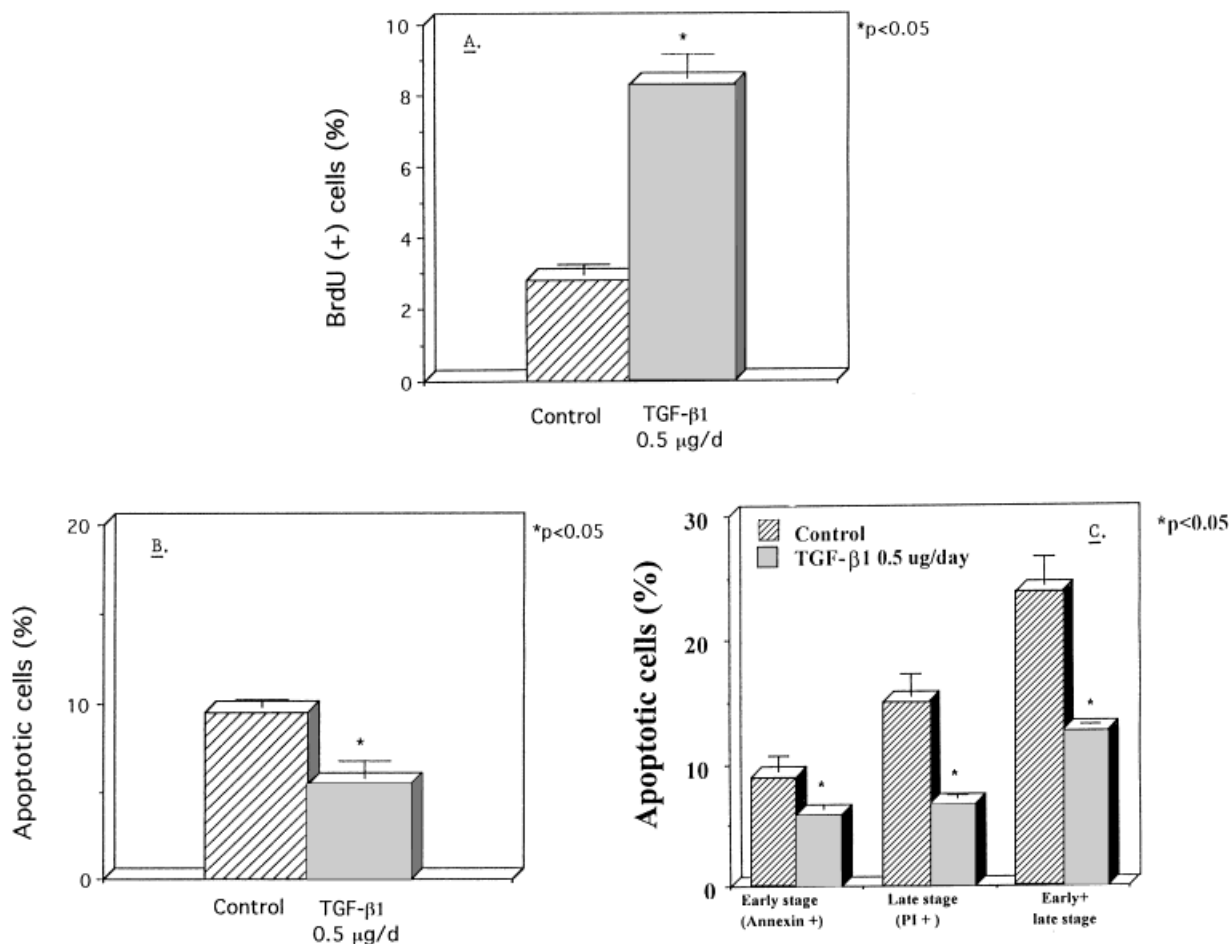 A.
*p<0.05
BrdU (+) cells (%)
10
8
6
4
2
0
*
Control
TGF-β1
0.5 μg/d
B.
*p<0.05
Apoptotic cells (%)
20
10
0
*
Control
TGF-β1
0.5 μg/d
C.
*p<0.05
Control
TGF-β1 0.5 ug/day
Apoptotic cells (%)
30
20
10
0
*
*
*
Early stage
(Annexin +)
Late stage
(PI +)
Early+
late stage